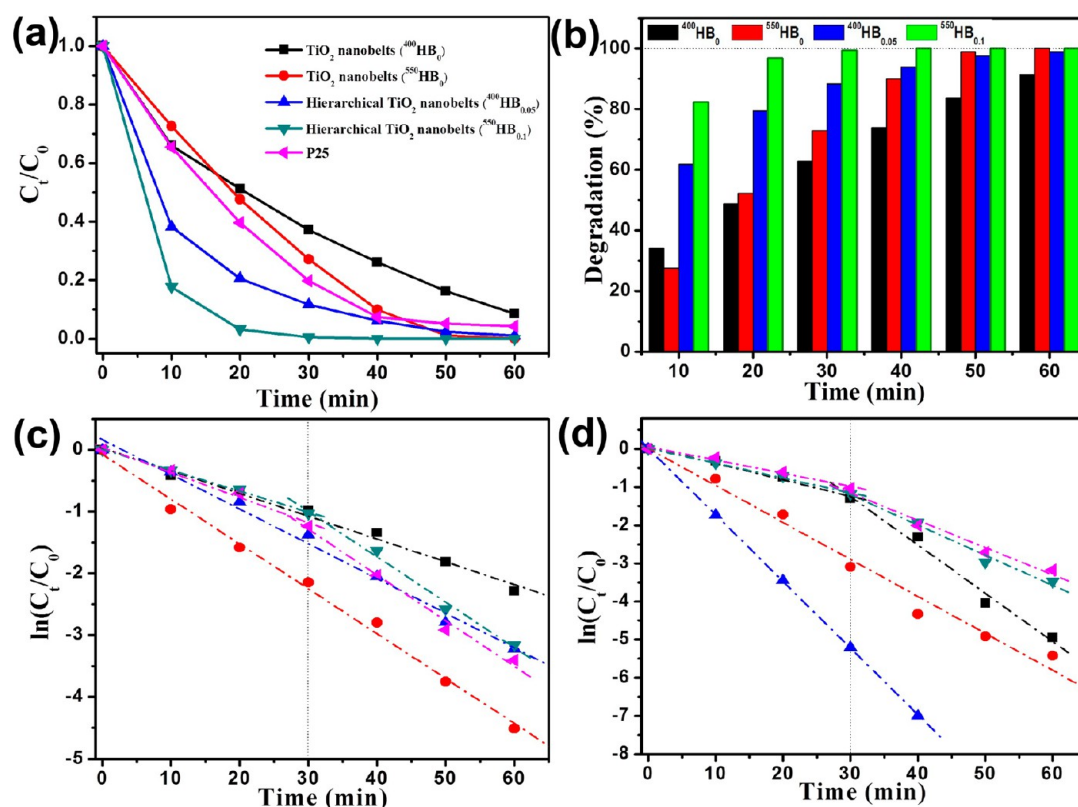 (a)
1.0
0.8
0.6
0.4
0.2
0.0
Ct/C0
TiO2 nanobelts (400HB0)
TiO2 nanobelts (550HB0)
Hierarchical TiO2 nanobelts (400HB0.05)
Hierarchical TiO2 nanobelts (550HB0.1)
P25
0 10 20 30 40 50 60
Time (min)
(b)
400HB0 550HB0 400HB0.05 550HB0.1
100
80
60
40
20
0
Degradation (%)
10 20 30 40 50 60
Time (min)
(c)
0
-1
-2
-3
-4
-5
ln(Ct/C0)
0 10 20 30 40 50 60
Time (min)
(d)
0
-1
-2
-3
-4
-5
-6
-7
-8
ln(Ct/C0)
0 10 20 30 40 50 60
Time (min)